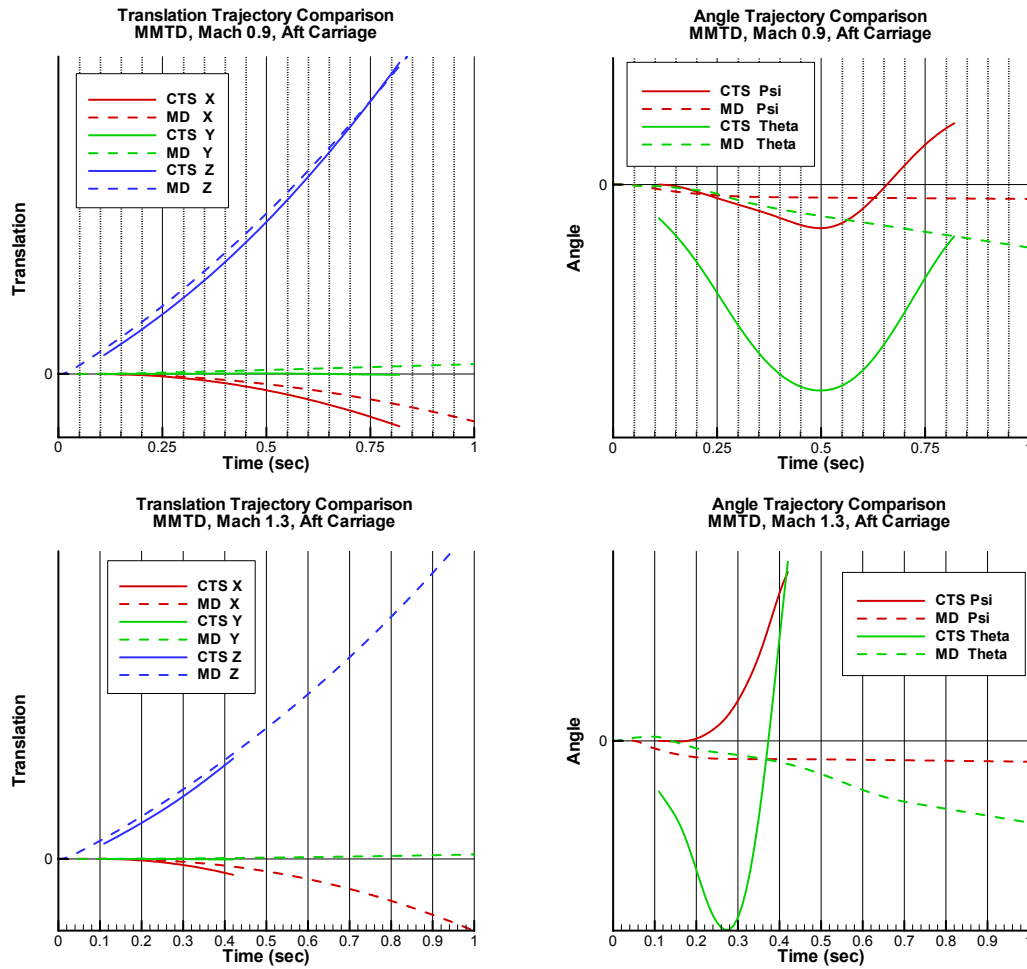 Translation Trajectory Comparison
MMTD, Mach 0.9, Aft Carriage
Translation
CTS X
MD X
CTS Y
MD Y
CTS Z
MD Z
0
0 0.25 0.5 0.75 1
Time (sec)
Angle Trajectory Comparison
MMTD, Mach 0.9, Aft Carriage
Angle
CTS Psi
MD Psi
CTS Theta
MD Theta
0
0 0.25 0.5 0.75 1
Time (sec)
Translation Trajectory Comparison
MMTD, Mach 1.3, Aft Carriage
Translation
CTS X
MD X
CTS Y
MD Y
CTS Z
MD Z
0
0 0.1 0.2 0.3 0.4 0.5 0.6 0.7 0.8 0.9 1
Time (sec)
Angle Trajectory Comparison
MMTD, Mach 1.3, Aft Carriage
Angle
CTS Psi
MD Psi
CTS Theta
MD Theta
0
0 0.1 0.2 0.3 0.4 0.5 0.6 0.7 0.8 0.9 1
Time (sec)